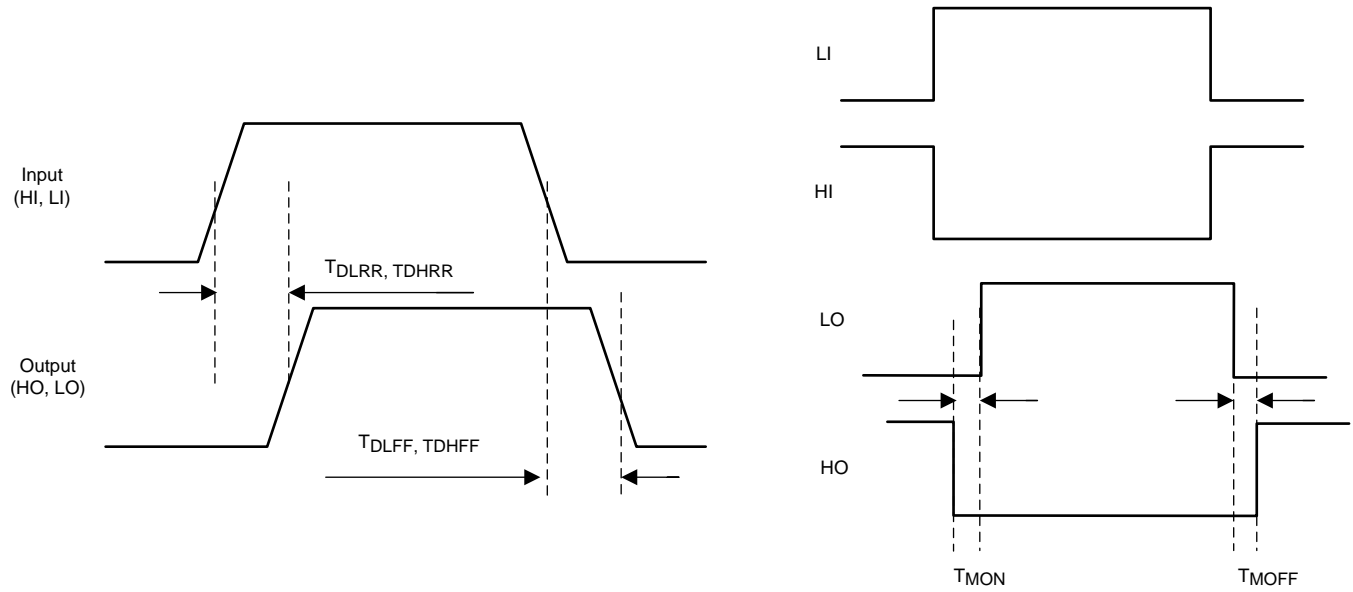 Input
(HI, LI)
TDLRR, TDHRR
Output
(HO, LO)
TDLFF, TDHFF
LI
HI
LO
HO
TMON
TMOFF